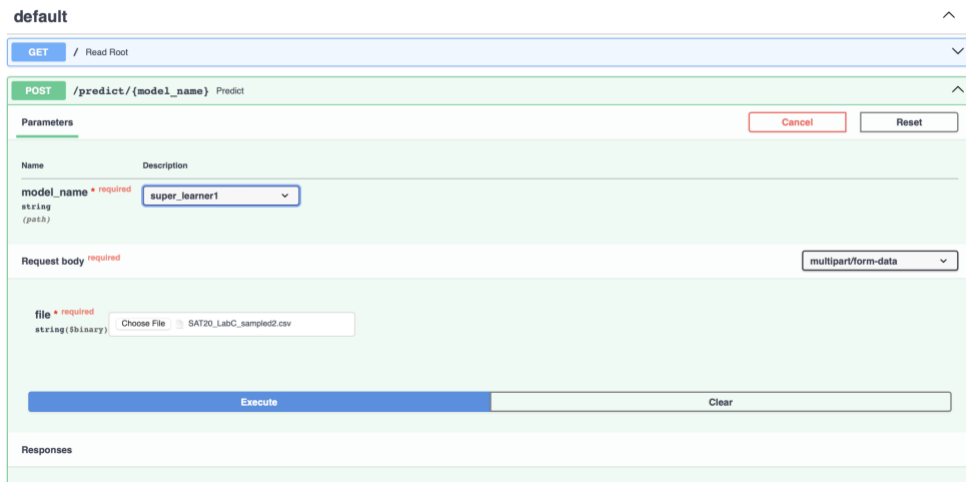 default
GET / Read Root
POST /predict/{model_name} Predict
Parameters Cancel Reset
Name Description
model_name * required super_learner1
string
(path)
Request body required multipart/form-data
file * required
string($binary) Choose File SAT20_LabC_sampled2.csv
Execute Clear
Responses